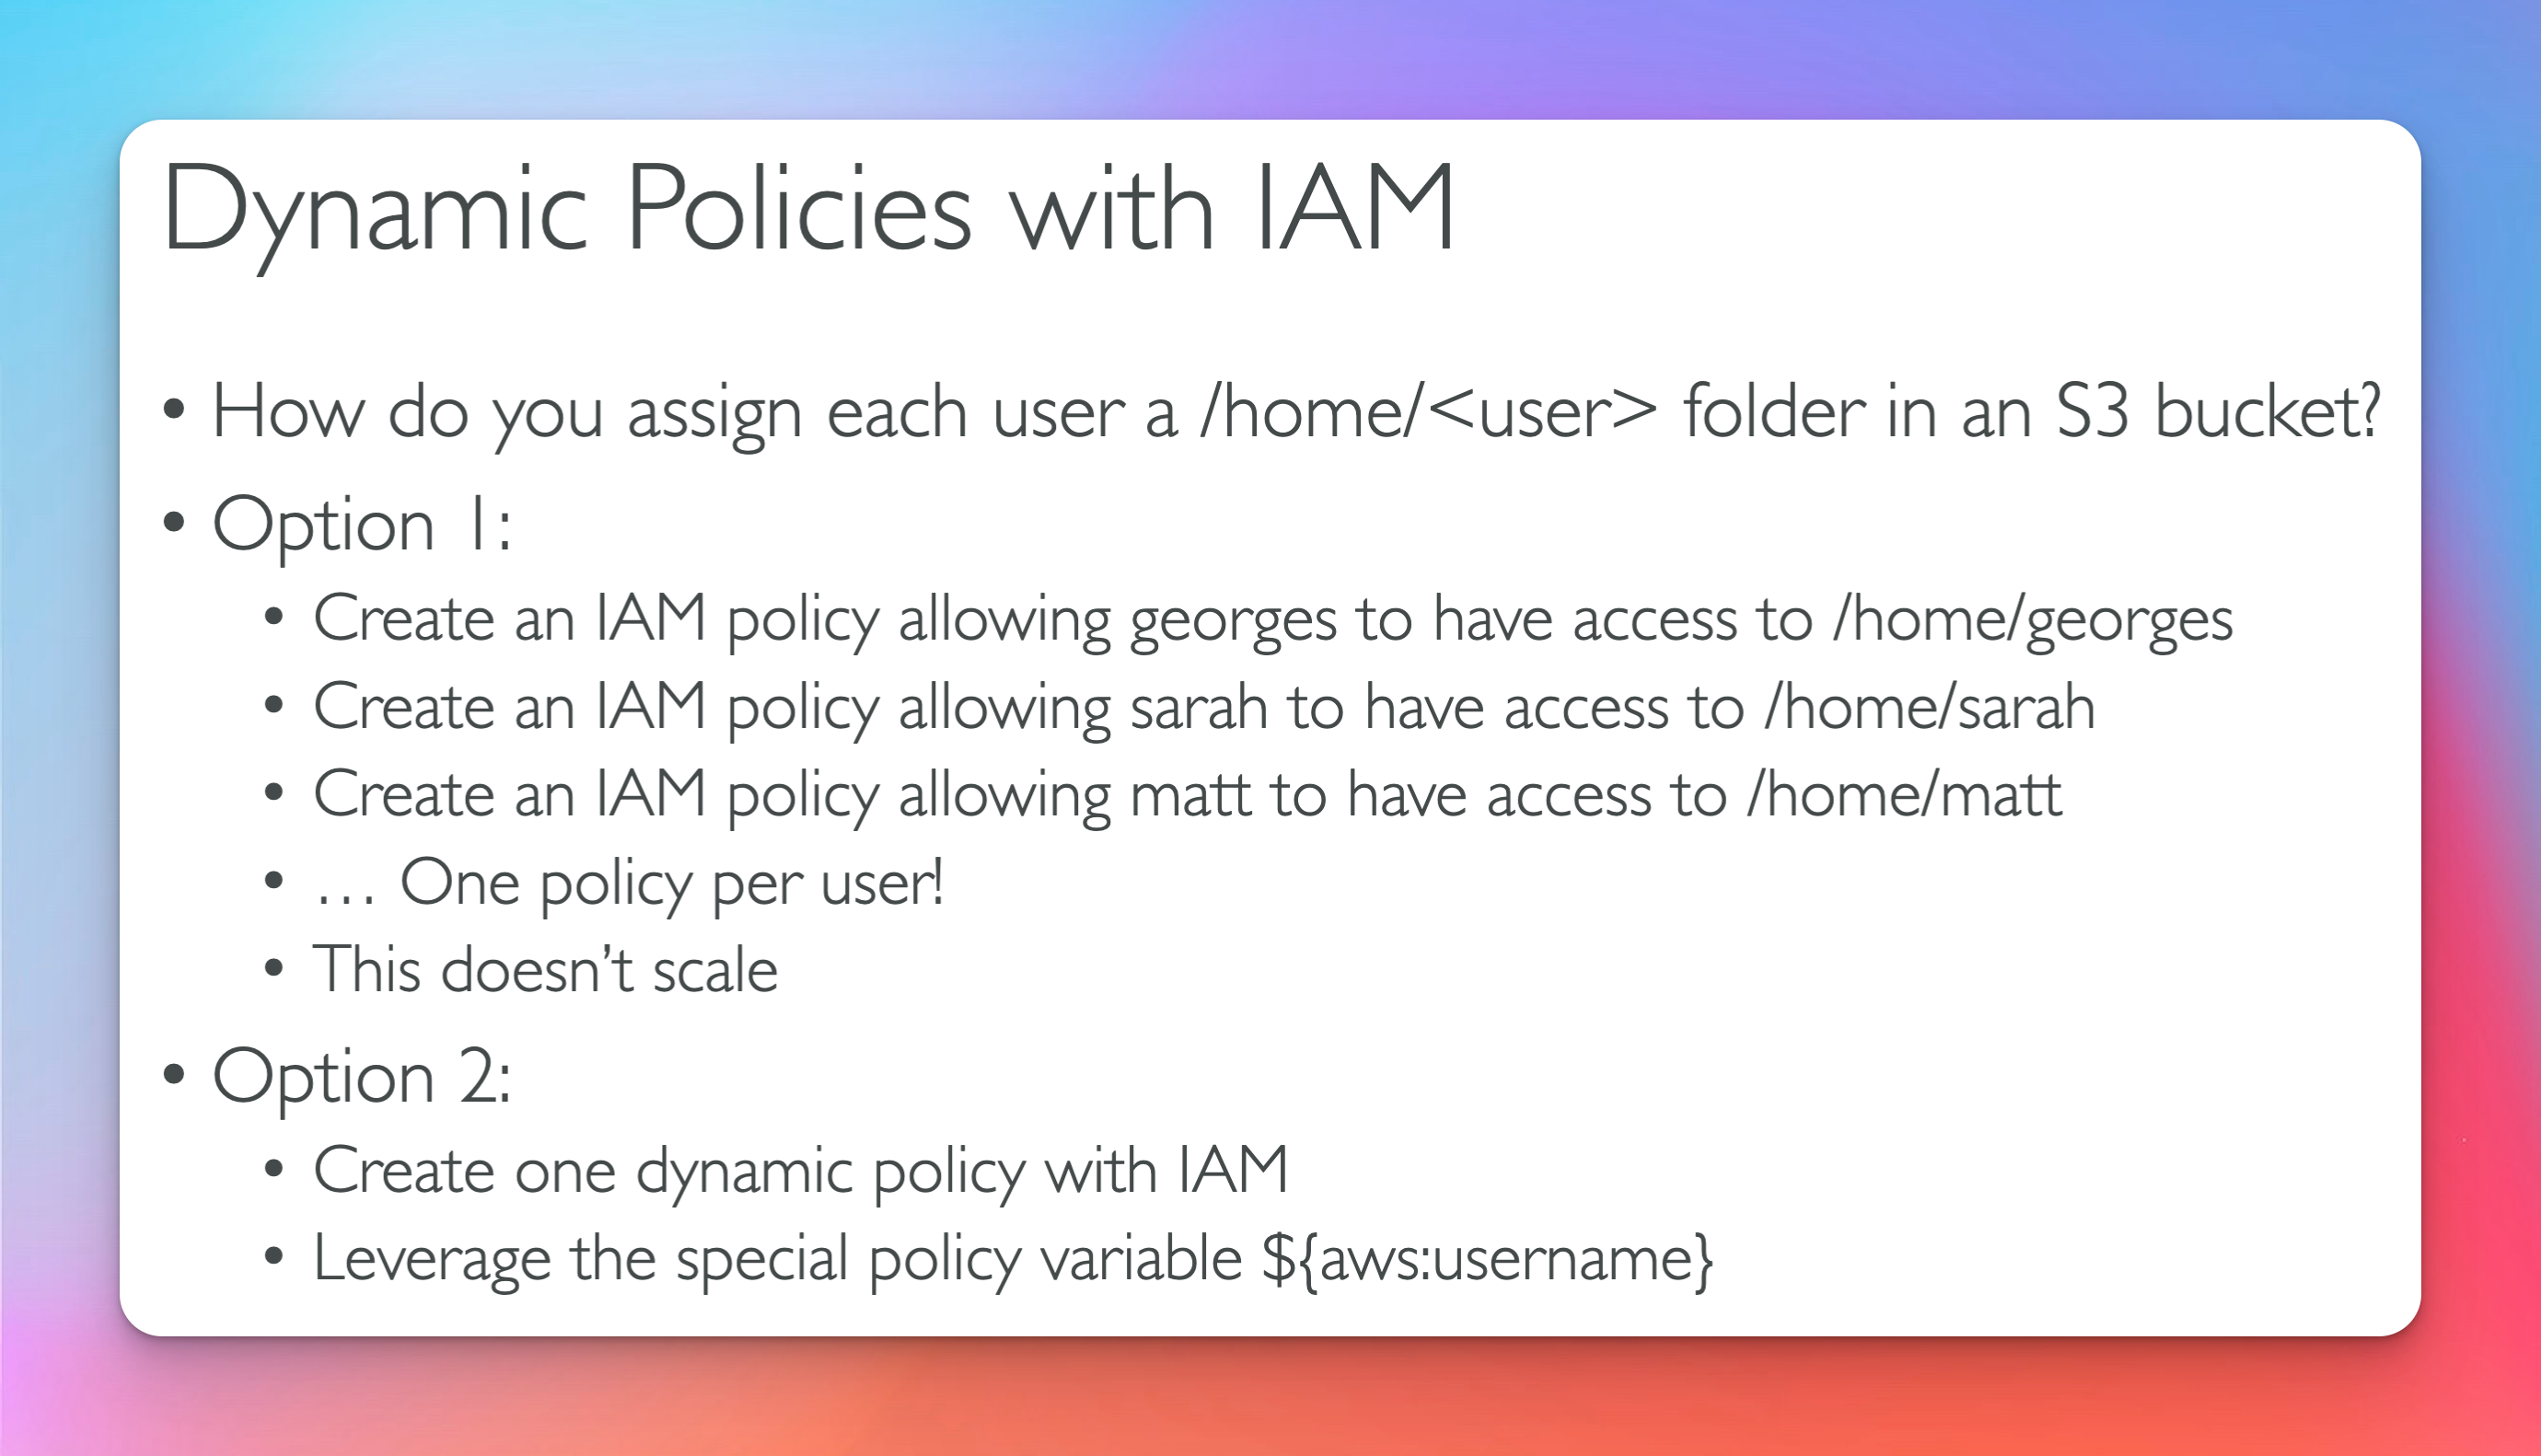 Dynamic Policies with IAM
• How do you assign each user a /home/<user> folder in an S3 bucket?
• Option 1:
• Create an IAM policy allowing georges to have access to /home/georges
• Create an IAM policy allowing sarah to have access to /home/sarah
• Create an IAM policy allowing matt to have access to /home/matt
• … One policy per user!
• This doesn’t scale
• Option 2:
• Create one dynamic policy with IAM
• Leverage the special policy variable ${aws:username}